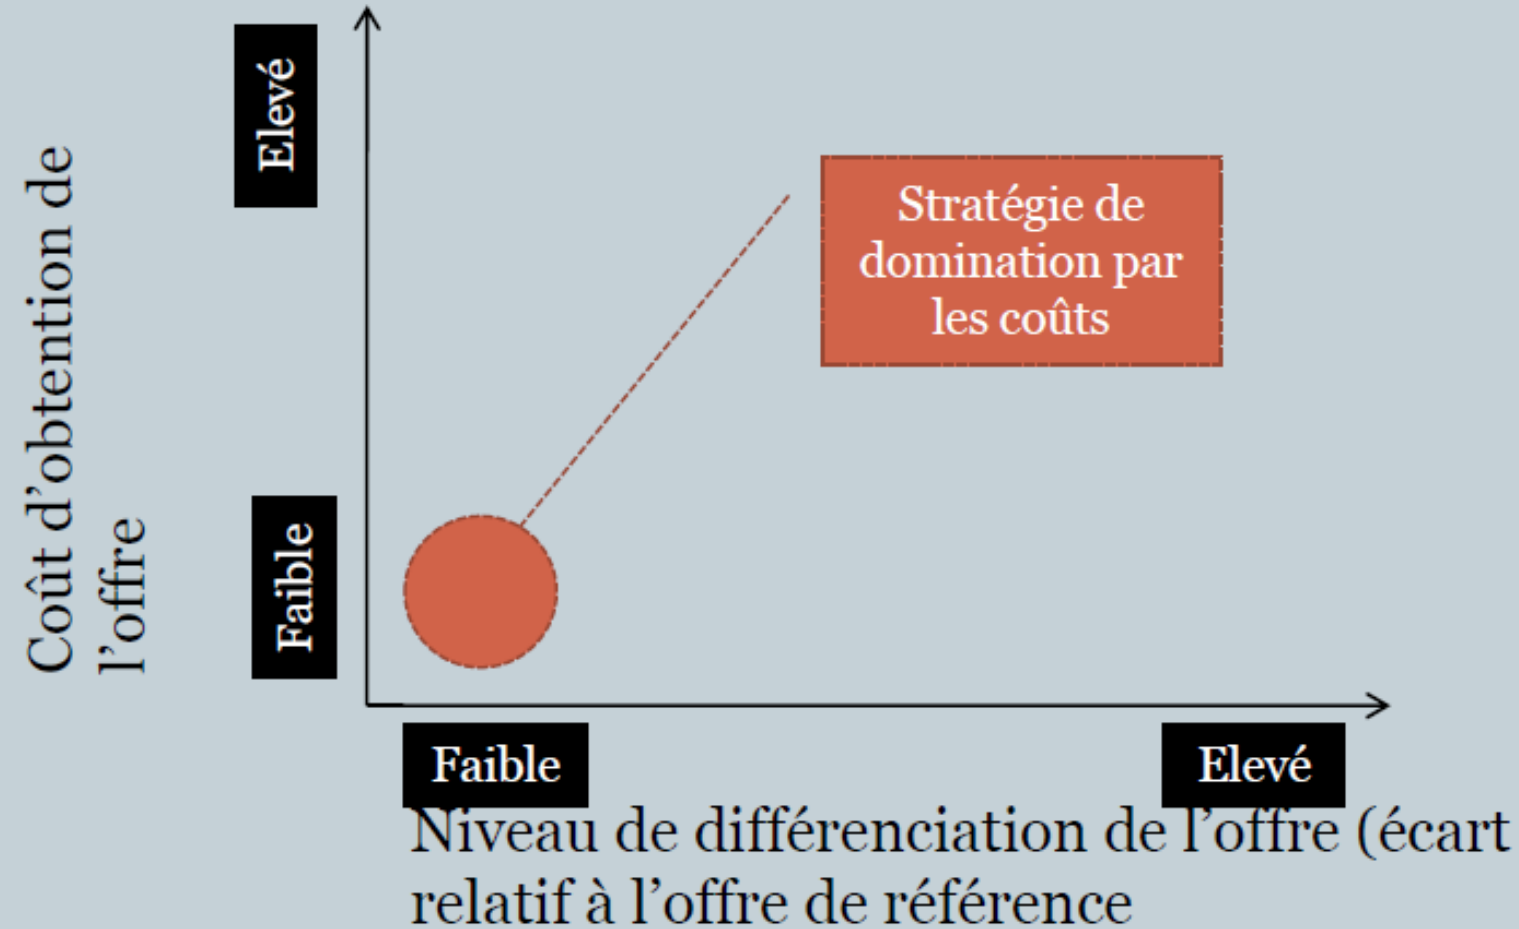 Coût d'obtention de
l'offre
Elevé
Faible
Stratégie de
domination par
les coûts
Faible
Elevé
Niveau de différenciation de l'offre (écart
relatif à l'offre de référence